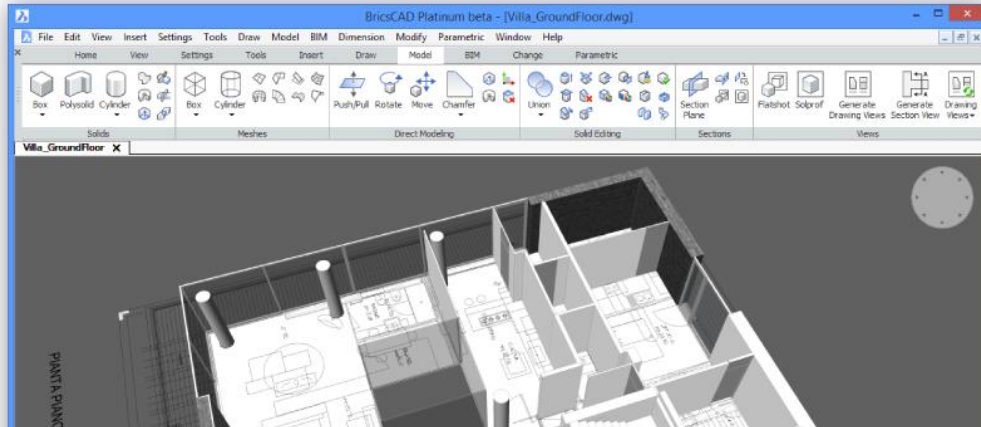 BricsCAD Platinum beta - [Villa_GroundFloor.dwg]
File Edit View Insert Settings Tools Draw Model BIM Dimension Modify Parametric Window Help
Home View Settings Tools Insert Draw Model BIM Change Parametric
Box Polysolid Cylinder Box Cylinder Push/Pull Rotate Move Chamfer Union Section Plane Flatshot Solprof Generate Drawing Views Generate Section View Drawing Views
Solids Meshes Direct Modeling Solid Editing Sections Views
Villa_GroundFloor X
PIANTA PIANO